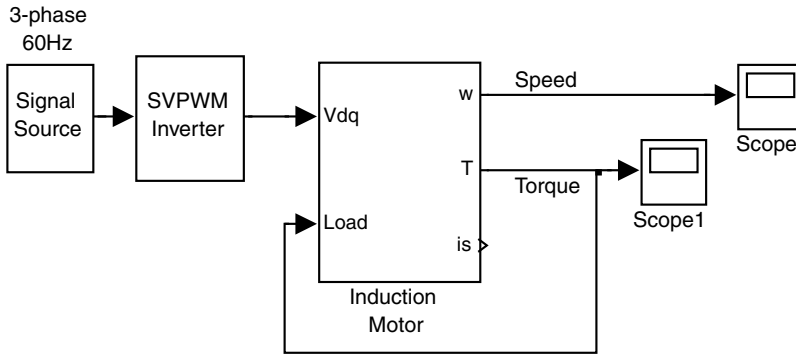 3-phase
60Hz
Signal
Source
SVPWM
Inverter
Vdq
Load
w
T
is
Induction
Motor
Speed
Torque
Scope
Scope1